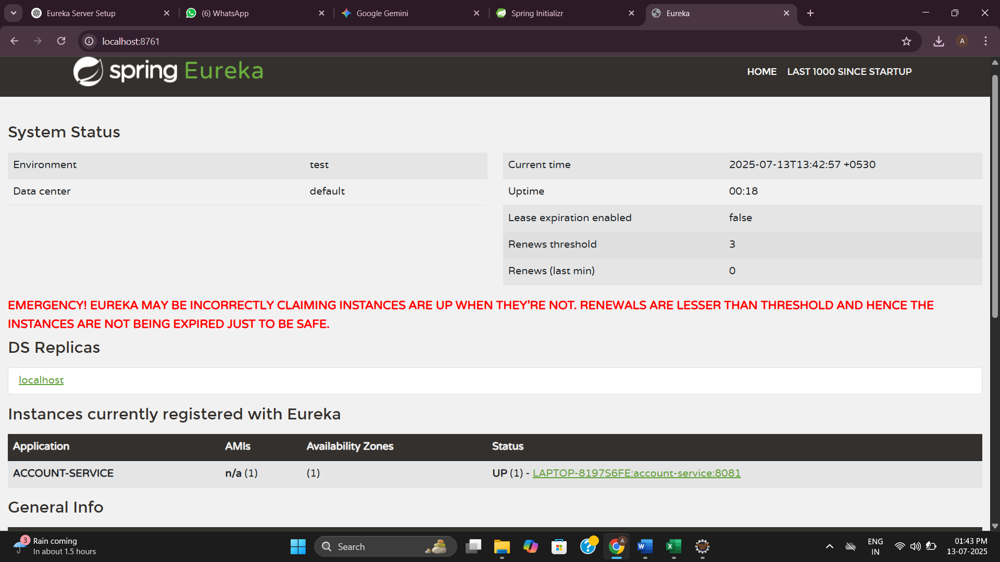 Eureka Server Setup
(6) WhatsApp
Google Gemini
Spring Initializr
Eureka
localhost:8761
A
spring Eureka
HOME LAST 1000 SINCE STARTUP
System Status
Environment test
Data center default
Current time 2025-07-13T13:42:57 +0530
Uptime 00:18
Lease expiration enabled false
Renews threshold 3
Renews (last min) 0
EMERGENCY! EUREKA MAY BE INCORRECTLY CLAIMING INSTANCES ARE UP WHEN THEY'RE NOT. RENEWALS ARE LESSER THAN THRESHOLD AND HENCE THE
INSTANCES ARE NOT BEING EXPIRED JUST TO BE SAFE.
DS Replicas
localhost
Instances currently registered with Eureka
Application AMIs Availability Zones Status
ACCOUNT-SERVICE n/a (1) (1) UP (1) - LAPTOP-8197S6FE:account-service:8081
General Info
3
Rain coming
In about 1.5 hours
Search
ENG
IN
01:43 PM
13-07-2025